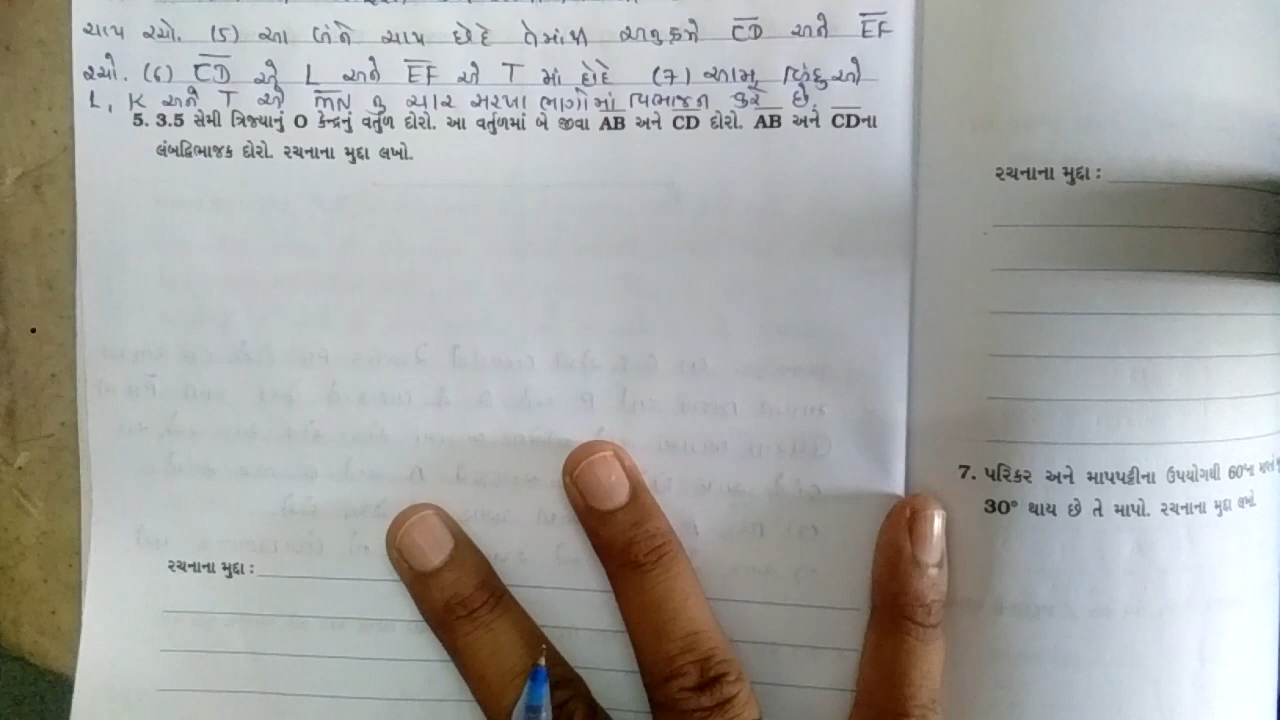 ચાપ રચો. (5) આ બંને ચાપ છેદે તેમાંથી અનુક્રમે CD અને EF
રચો. (6) CD એ L અને EF એ T માં છેદે (7) આમ બિંદુઓ
L, K અને T એ MN નુ ચાર સરખા ભાગોમાં વિભાજન કરે છે.
5. 3.5 સેમી ત્રિજ્યાનું O કેન્દ્રનું વર્તુળ દોરો. આ વર્તુળમાં બે જીવા AB અને CD દોરો. AB અને CDના
લંબદ્વિભાજક દોરો. રચનાના મુદ્દા લખો.
રચનાના મુદ્દા :
રચનાના મુદ્દા :
7. પરિકર અને માપપટ્ટીના ઉપયોગથી 60°ના
30° થાય છે તે માપો. રચનાના મુદ્દા લખો.